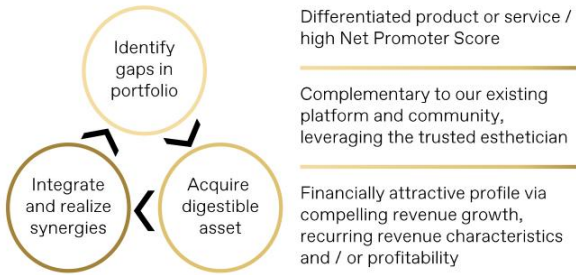 Identify
gaps in
portfolio
Acquire
digestible
asset
Integrate
and realize
synergies
Differentiated product or service /
high Net Promoter Score
Complementary to our existing
platform and community,
leveraging the trusted esthetician
Financially attractive profile via
compelling revenue growth,
recurring revenue characteristics
and / or profitability